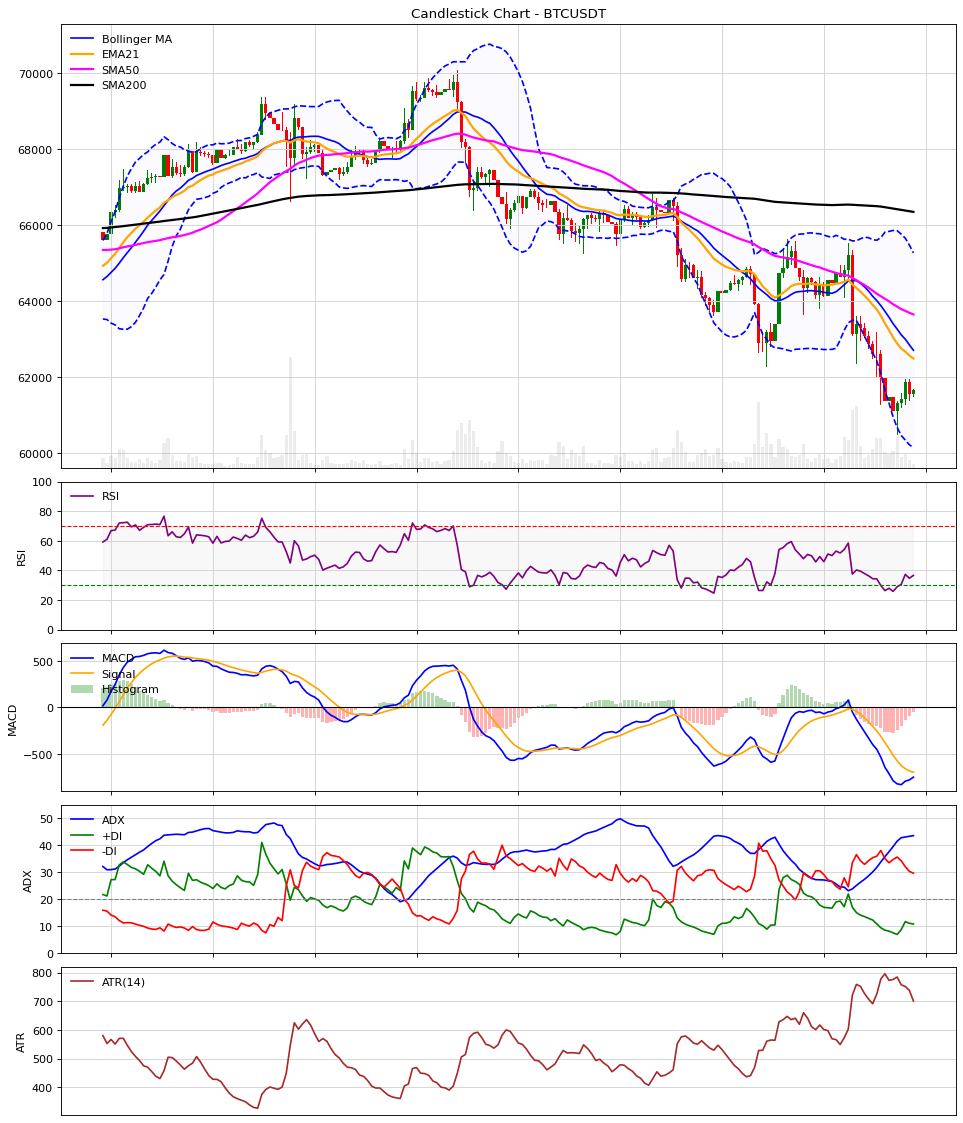 Candlestick Chart - BTCUSDT
Bollinger MA
EMA21
SMA50
SMA200
70000
68000
66000
64000
62000
60000
RSI
RSI
100
80
60
40
20
0
MACD
Signal
Histogram
MACD
500
0
−500
ADX
+DI
-DI
ADX
50
40
30
20
10
0
ATR(14)
ATR
800
700
600
500
400